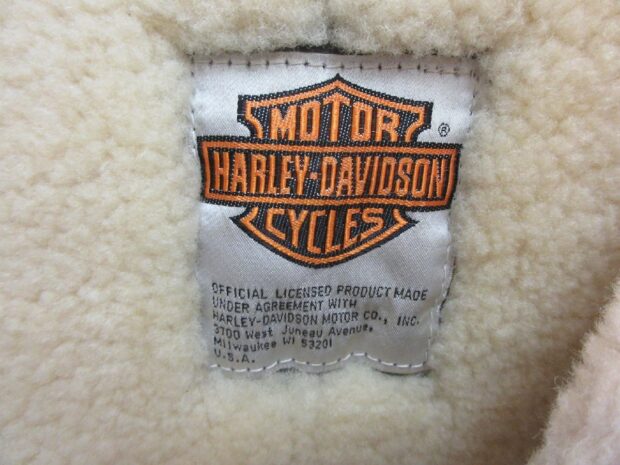 MOTOR
®
HARLEY-DAVIDSON
CYCLES
OFFICIAL LICENSED PRODUCT MADE
UNDER AGREEMENT WITH
HARLEY-DAVIDSON MOTOR CO., INC.
3700 West Juneau Avenue,
Milwaukee WI 53201
U.S.A.